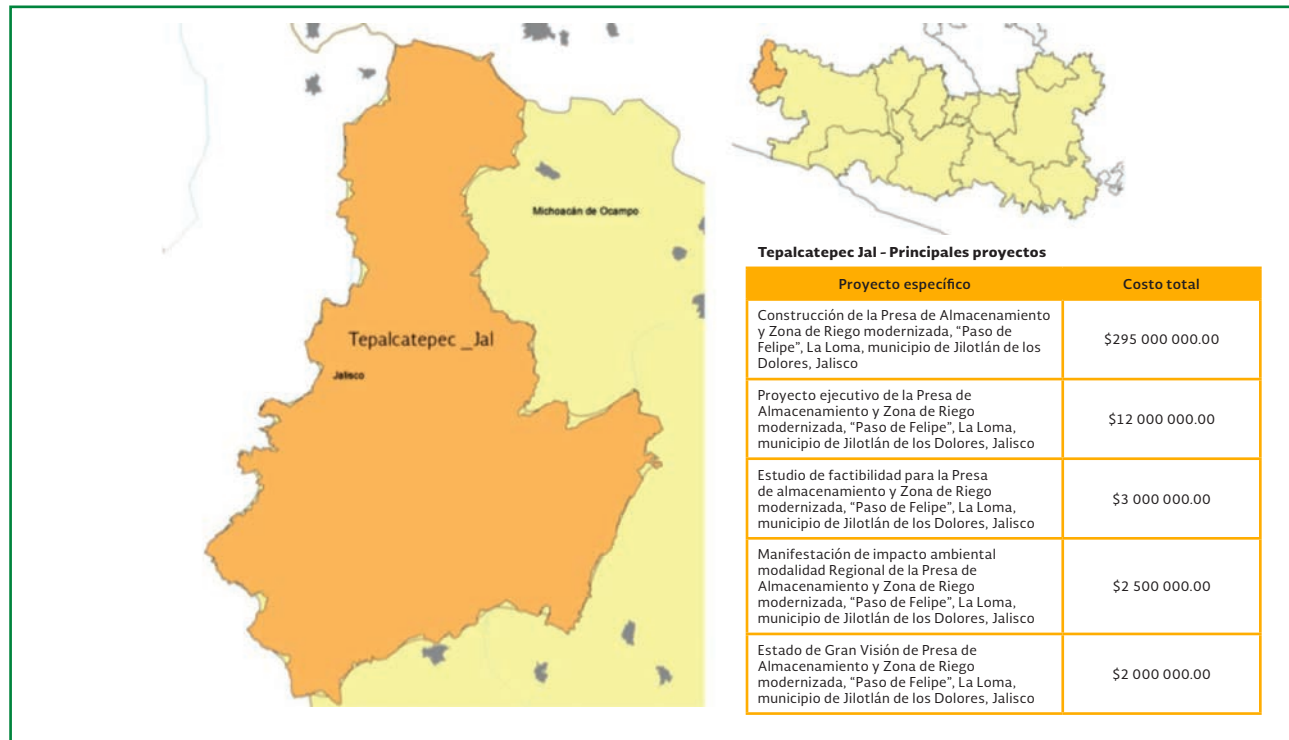 Michoacán de Ocampo
Tepalcatepec _Jal
Jalisco
Tepalcatepec Jal - Principales proyectos
Proyecto específico
Costo total
Construcción de la Presa de Almacenamiento
y Zona de Riego modernizada, “Paso de
Felipe”, La Loma, municipio de Jilotlán de los
Dolores, Jalisco
$295 000 000.00
Proyecto ejecutivo de la Presa de
Almacenamiento y Zona de Riego
modernizada, “Paso de Felipe”, La Loma,
municipio de Jilotlán de los Dolores, Jalisco
$12 000 000.00
Estudio de factibilidad para la Presa
de almacenamiento y Zona de Riego
modernizada, “Paso de Felipe”, La Loma,
municipio de Jilotlán de los Dolores, Jalisco
$3 000 000.00
Manifestación de impacto ambiental
modalidad Regional de la Presa de
Almacenamiento y Zona de Riego
modernizada, “Paso de Felipe”, La Loma,
municipio de Jilotlán de los Dolores, Jalisco
$2 500 000.00
Estado de Gran Visión de Presa de
Almacenamiento y Zona de Riego
modernizada, “Paso de Felipe”, La Loma,
municipio de Jilotlán de los Dolores, Jalisco
$2 000 000.00